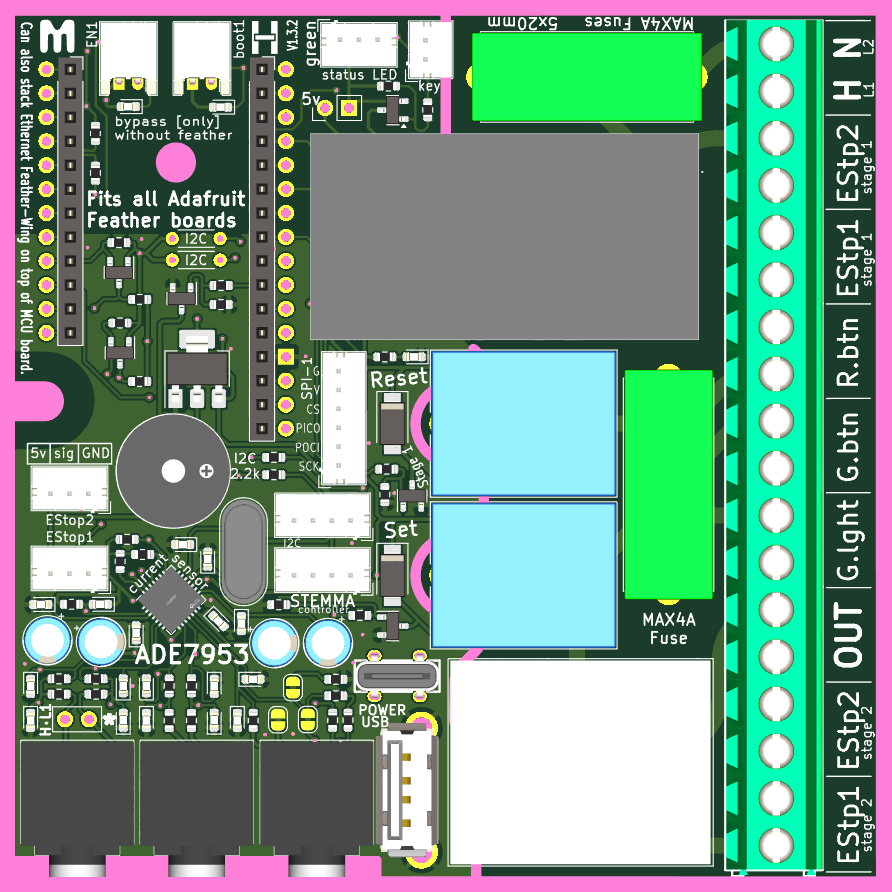 M
EN1
boot1
H
V1.3.2
green
status LED
key
MAX4A Fuses 5x20mm
5v
bypass [only]
without feather
Can also stack Ethernet Feather-Wing on top of MCU board.
Fits all Adafruit
Feather boards
I2C
I2C
SPI-1
G
V
CS
PICO
POCI
SCK
Reset
Stage 1
5v sig GND
EStop2
EStop1
I2C
2.2k
I2C
Set
STEMMA
controller
current sensor
ADE7953
MAX4A
Fuse
POWER
USB
H-L1
*
N
L2
H
L1
EStp2
stage 1
EStp1
stage 1
R.btn
G.btn
G.lght
OUT
EStp2
stage 2
EStp1
stage 2